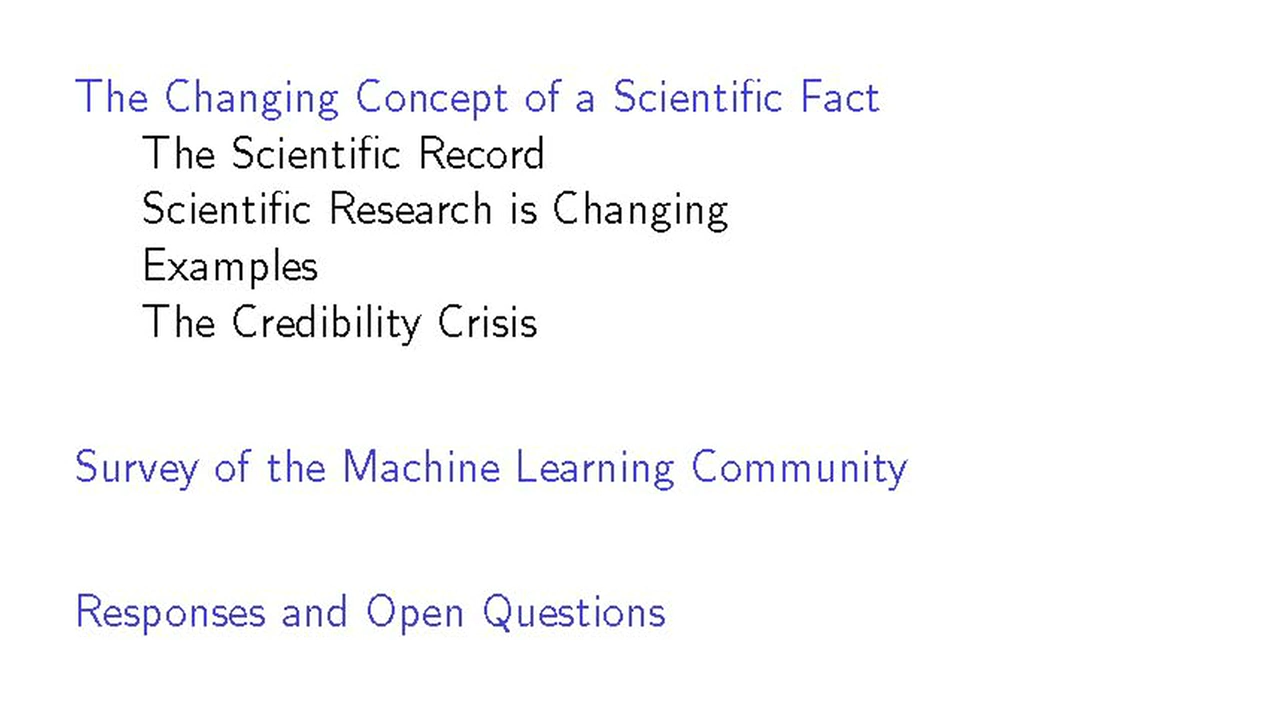 The Changing Concept of a Scientific Fact
The Scientific Record
Scientific Research is Changing
Examples
The Credibility Crisis
Survey of the Machine Learning Community
Responses and Open Questions